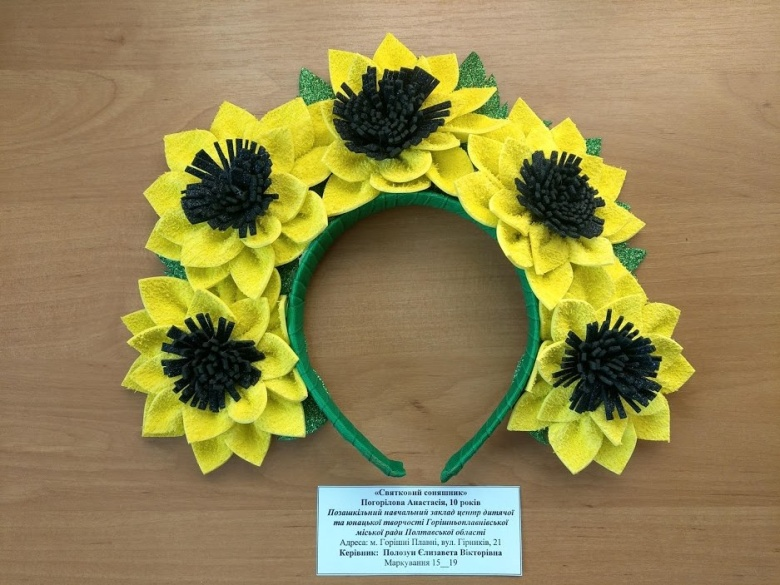 «Святковий соняшник»
Погорілова Анастасія, 10 років
Позашкільний навчальний заклад центр дитячої
та юнацької творчості Горішньоплавнівської
міської ради Полтавської області
Адреса: м. Горішні Плавні, вул. Гірників, 21
Керівник: Полозун Єлизавета Вікторівна
Маркування 15__19